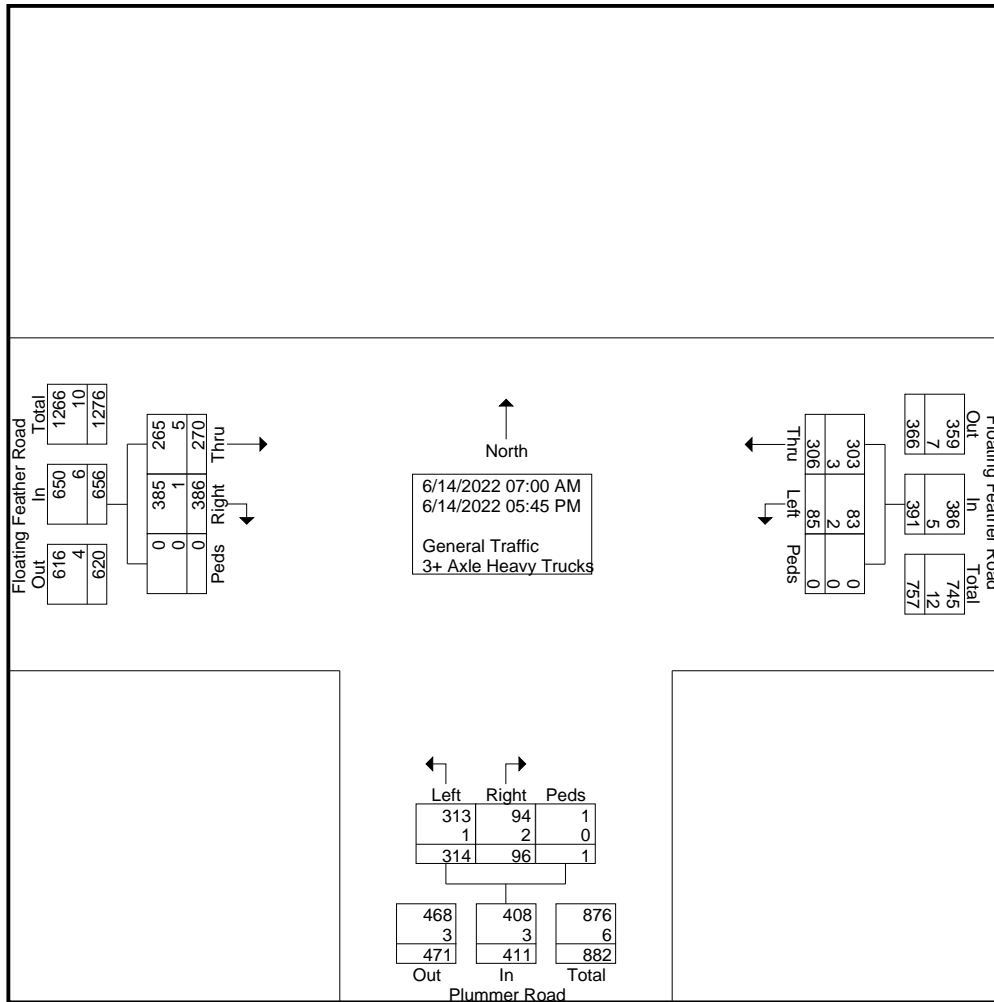 Floating Feather Road
Out In Total
616 650 1266
4 6 10
620 656 1276
Thru Right Peds
265 385 0
5 1 0
270 386 0
North
6/14/2022 07:00 AM
6/14/2022 05:45 PM
General Traffic
3+ Axle Heavy Trucks
Thru Left Peds
303 83 0
3 2 0
306 85 0
Floating Feather Road
Out In Total
359 386 745
7 5 12
366 391 757
Left Right Peds
313 94 1
1 2 0
314 96 1
468 408 876
3 3 6
471 411 882
Out In Total
Plummer Road